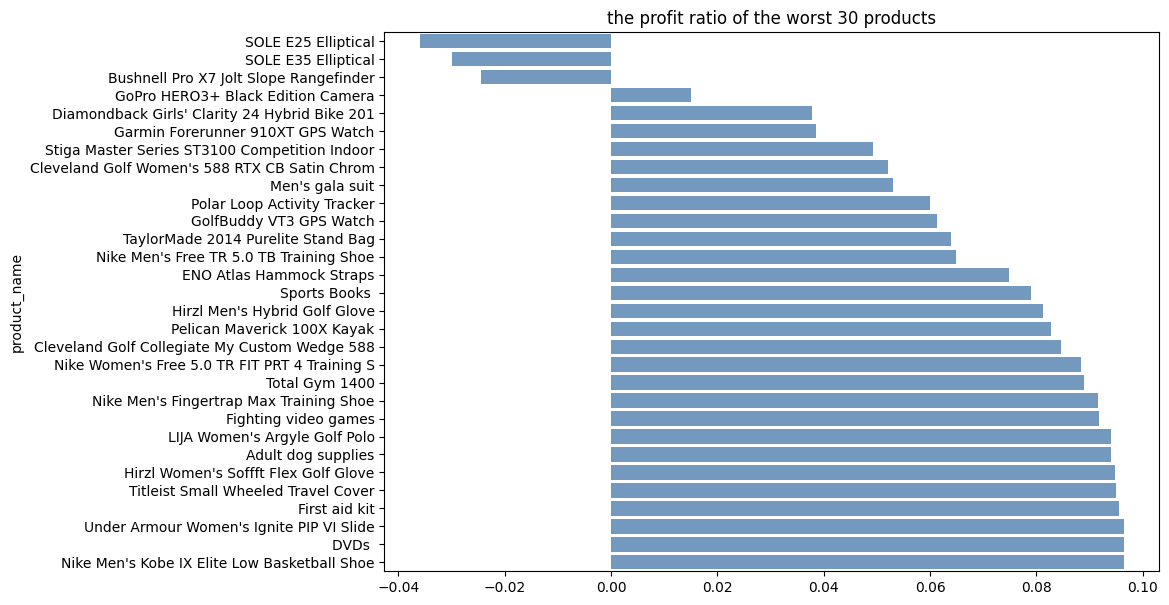 the profit ratio of the worst 30 products
product_name
SOLE E25 Elliptical
SOLE E35 Elliptical
Bushnell Pro X7 Jolt Slope Rangefinder
GoPro HERO3+ Black Edition Camera
Diamondback Girls' Clarity 24 Hybrid Bike 201
Garmin Forerunner 910XT GPS Watch
Stiga Master Series ST3100 Competition Indoor
Cleveland Golf Women's 588 RTX CB Satin Chrom
Men's gala suit
Polar Loop Activity Tracker
GolfBuddy VT3 GPS Watch
TaylorMade 2014 Purelite Stand Bag
Nike Men's Free TR 5.0 TB Training Shoe
ENO Atlas Hammock Straps
Sports Books
Hirzl Men's Hybrid Golf Glove
Pelican Maverick 100X Kayak
Cleveland Golf Collegiate My Custom Wedge 588
Nike Women's Free 5.0 TR FIT PRT 4 Training S
Total Gym 1400
Nike Men's Fingertrap Max Training Shoe
Fighting video games
LIJA Women's Argyle Golf Polo
Adult dog supplies
Hirzl Women's Soffft Flex Golf Glove
Titleist Small Wheeled Travel Cover
First aid kit
Under Armour Women's Ignite PIP VI Slide
DVDs
Nike Men's Kobe IX Elite Low Basketball Shoe
−0.04 −0.02 0.00 0.02 0.04 0.06 0.08 0.10